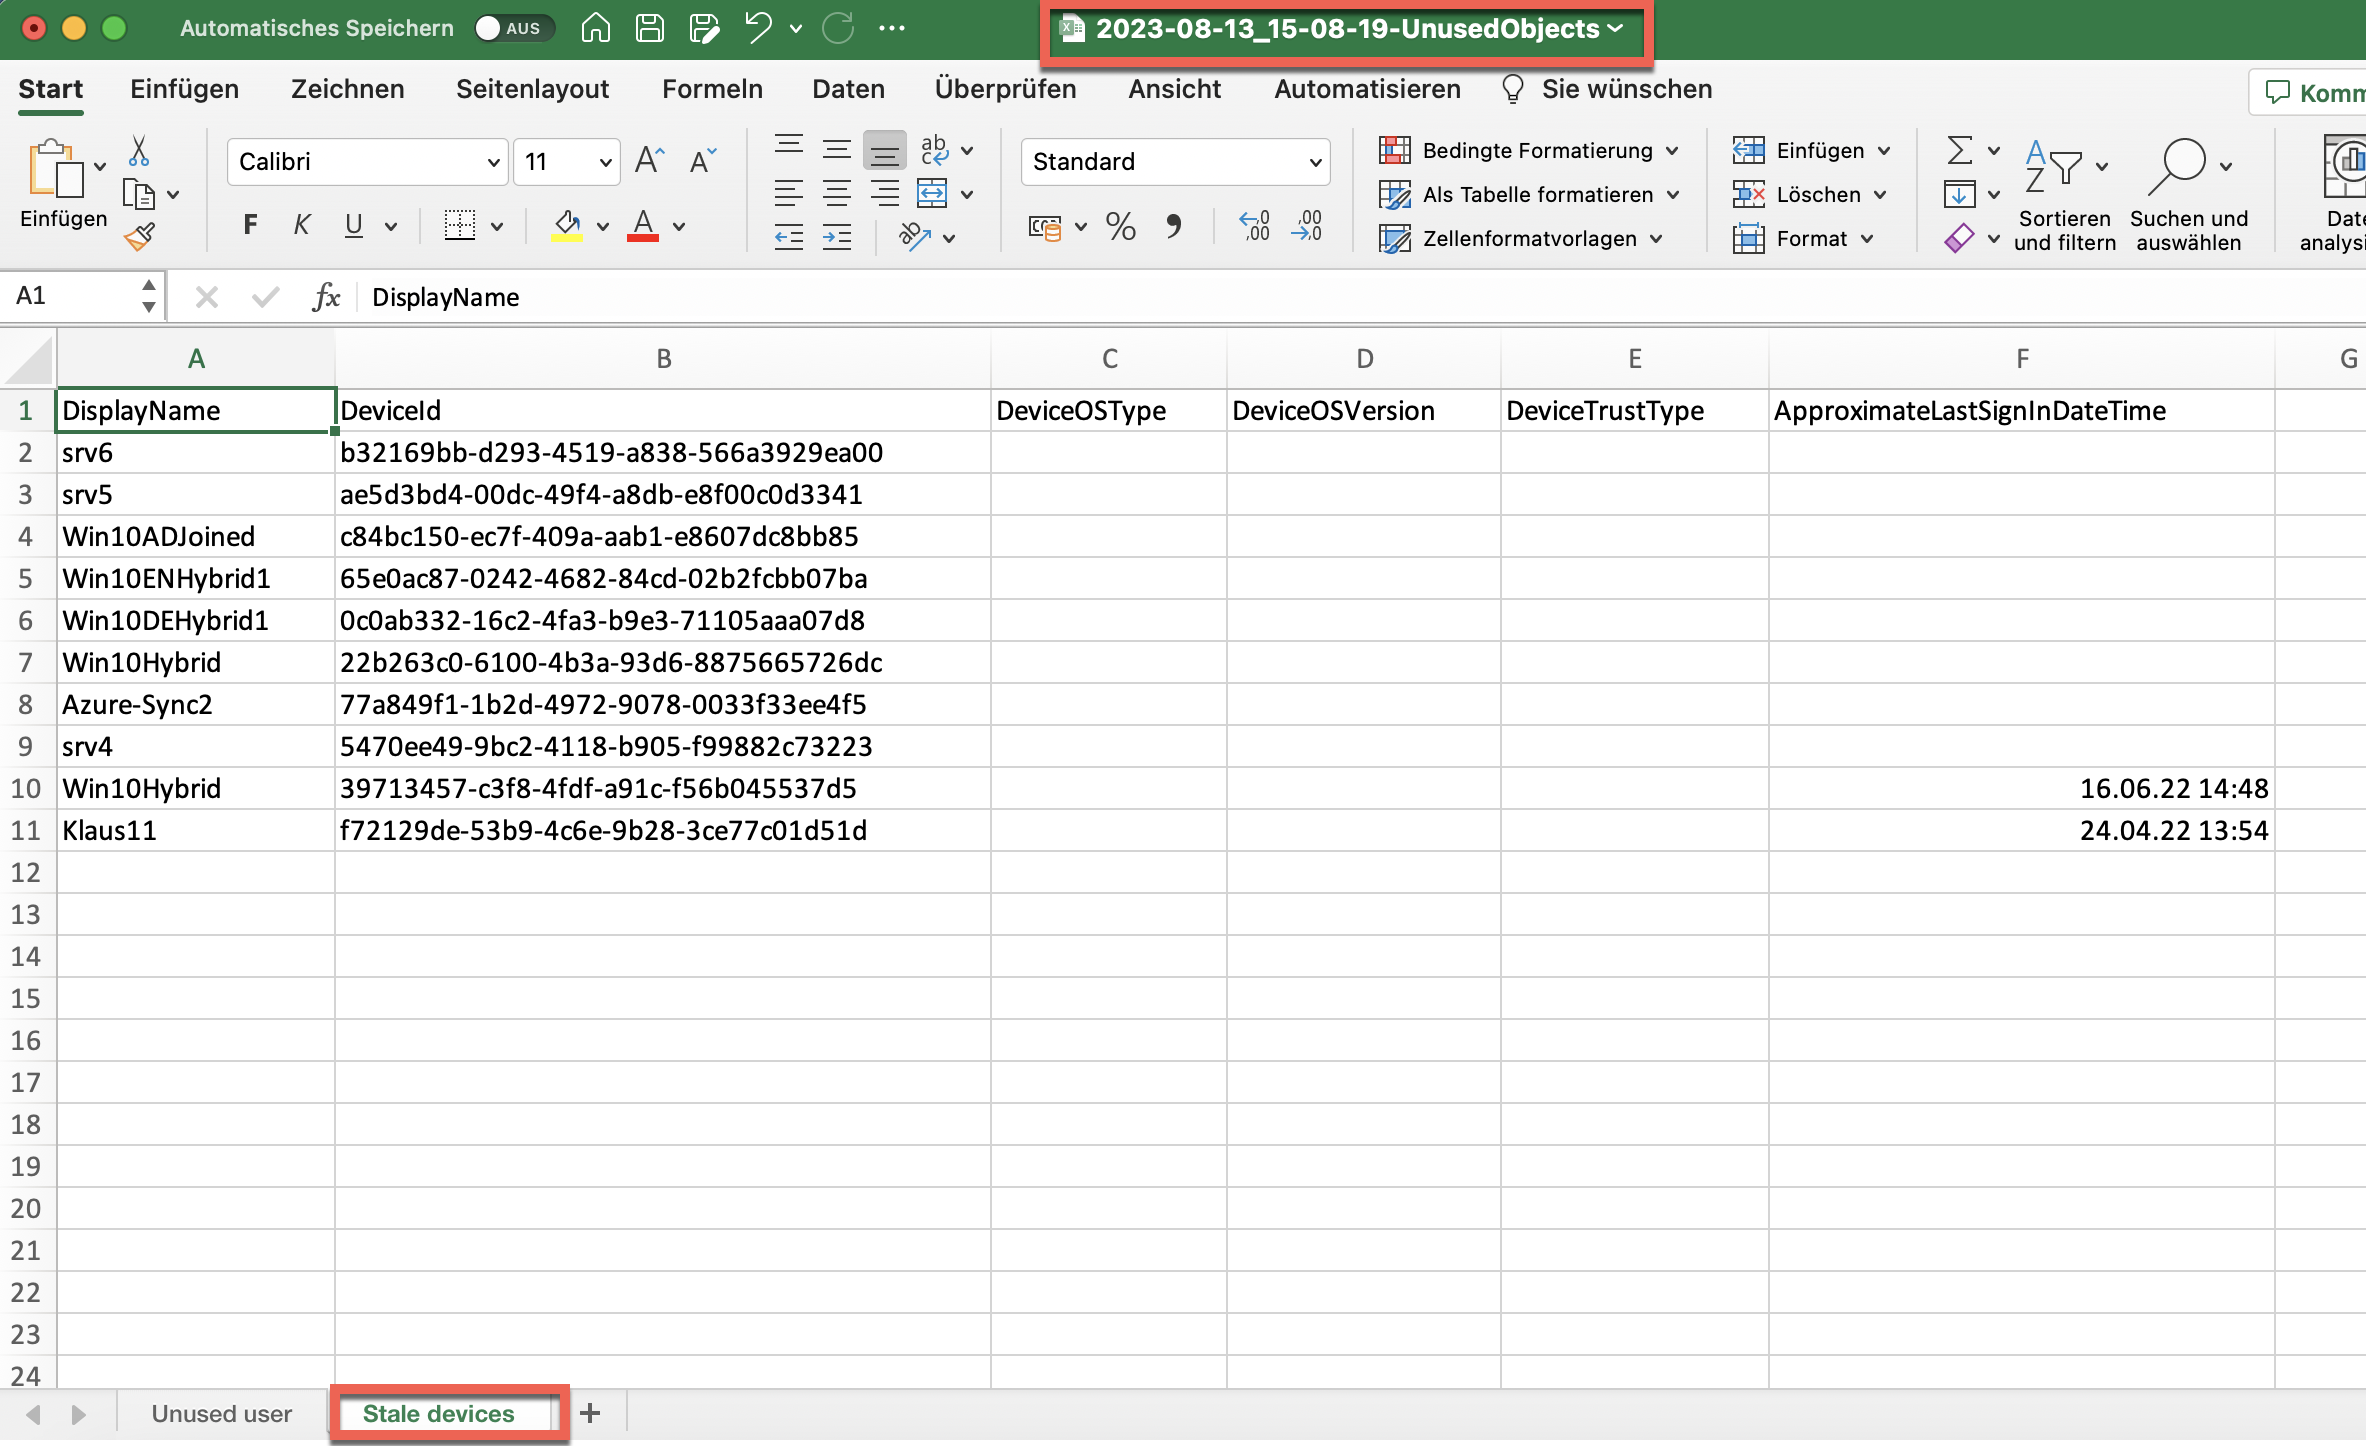 Automatisches Speichern AUS 2023-08-13_15-08-19-UnusedObjects
Start Einfügen Zeichnen Seitenlayout Formeln Daten Überprüfen Ansicht Automatisieren Sie wünschen Komm
Einfügen
Calibri 11
F K U A
ab
c
Standard
% ,00
Bedingte Formatierung
Als Tabelle formatieren
Zellenformatvorlagen
Einfügen
Löschen
Format
Sortieren und filtern
Suchen und auswählen
Date
analysi
A1 fx DisplayName
A B C D E F G
1 DisplayName DeviceId DeviceOSType DeviceOSVersion DeviceTrustType ApproximateLastSignInDateTime
2 srv6 b32169bb-d293-4519-a838-566a3929ea00
3 srv5 ae5d3bd4-00dc-49f4-a8db-e8f00c0d3341
4 Win10ADJoined c84bc150-ec7f-409a-aab1-e8607dc8bb85
5 Win10ENHybrid1 65e0ac87-0242-4682-84cd-02b2fcbb07ba
6 Win10DEHybrid1 0c0ab332-16c2-4fa3-b9e3-71105aaa07d8
7 Win10Hybrid 22b263c0-6100-4b3a-93d6-8875665726dc
8 Azure-Sync2 77a849f1-1b2d-4972-9078-0033f33ee4f5
9 srv4 5470ee49-9bc2-4118-b905-f99882c73223
10 Win10Hybrid 39713457-c3f8-4fdf-a91c-f56b045537d5 16.06.22 14:48
11 Klaus11 f72129de-53b9-4c6e-9b28-3ce77c01d51d 24.04.22 13:54
12
13
14
15
16
17
18
19
20
21
22
23
24
Unused user Stale devices +